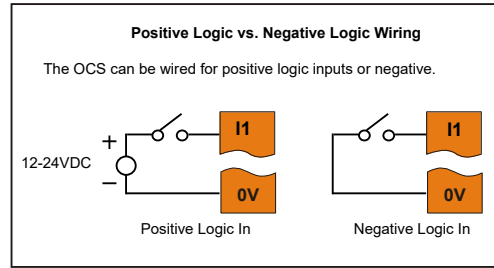 Positive Logic vs. Negative Logic Wiring
The OCS can be wired for positive logic inputs or negative.
+
12-24VDC
–
I1
0V
Positive Logic In
I1
0V
Negative Logic In